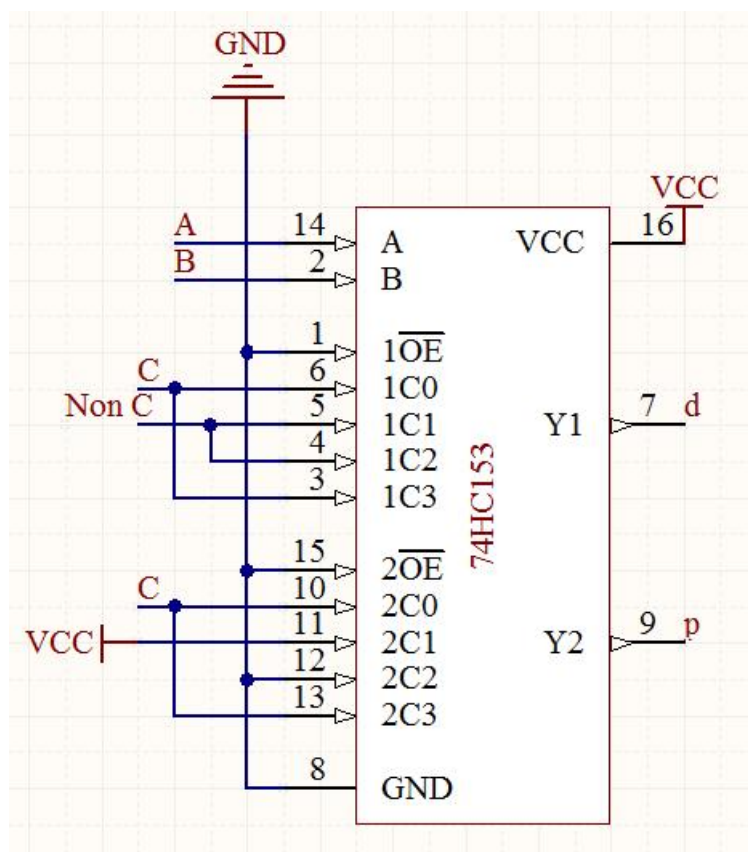 GND
VCC
A 14 A VCC 16
B 2 B
1 1OE
C 6 1C0
Non C 5 1C1 Y1 7 d
4 1C2
3 1C3
74HC153
15 2OE
C 10 2C0
VCC 11 2C1 Y2 9 p
12 2C2
13 2C3
8 GND